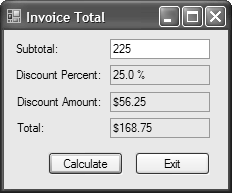 Invoice Total
Subtotal: 225
Discount Percent: 25.0 %
Discount Amount: $56.25
Total: $168.75
Calculate Exit